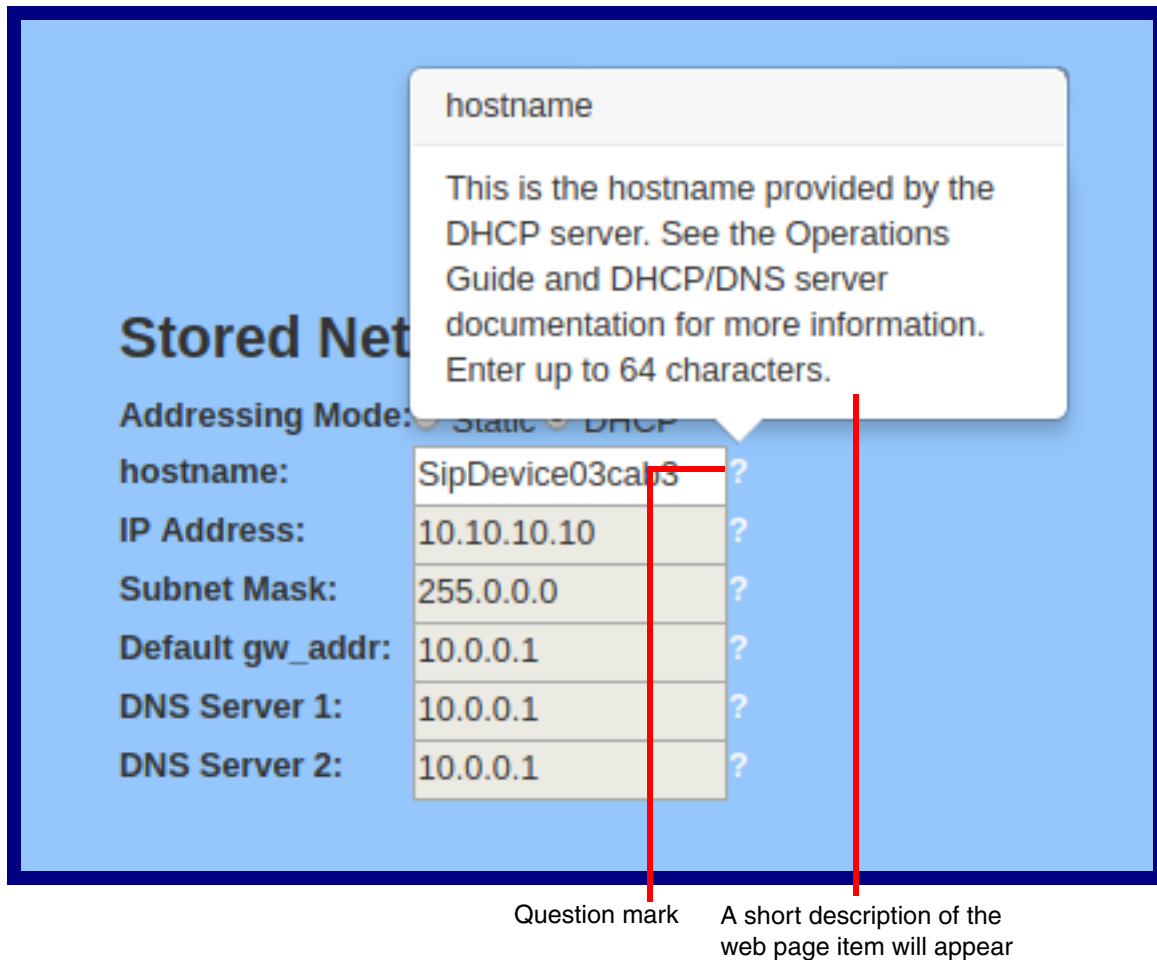 hostname
This is the hostname provided by the
DHCP server. See the Operations
Guide and DHCP/DNS server
documentation for more information.
Enter up to 64 characters.
Stored Net
Addressing Mode: Static DHCP
hostname: SipDevice03cab3 ?
IP Address: 10.10.10.10 ?
Subnet Mask: 255.0.0.0 ?
Default gw_addr: 10.0.0.1 ?
DNS Server 1: 10.0.0.1 ?
DNS Server 2: 10.0.0.1 ?
Question mark
A short description of the
web page item will appear